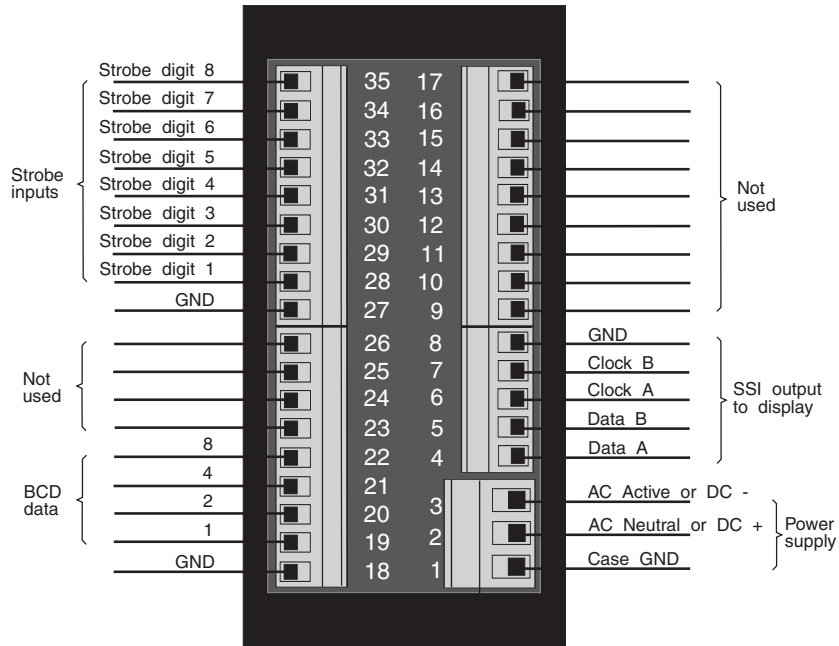 Strobe digit 8
Strobe digit 7
Strobe digit 6
Strobe digit 5
Strobe digit 4
Strobe digit 3
Strobe digit 2
Strobe digit 1
GND
Strobe
inputs
Not
used
8
4
2
1
GND
BCD
data
35 17
34 16
33 15
32 14
31 13
30 12
29 11
28 10
27 9
26 8
25 7
24 6
23 5
22 4
21
20 3
19 2
18 1
Not
used
GND
Clock B
Clock A
Data B
Data A
SSI output
to display
AC Active or DC -
AC Neutral or DC +
Case GND
Power
supply